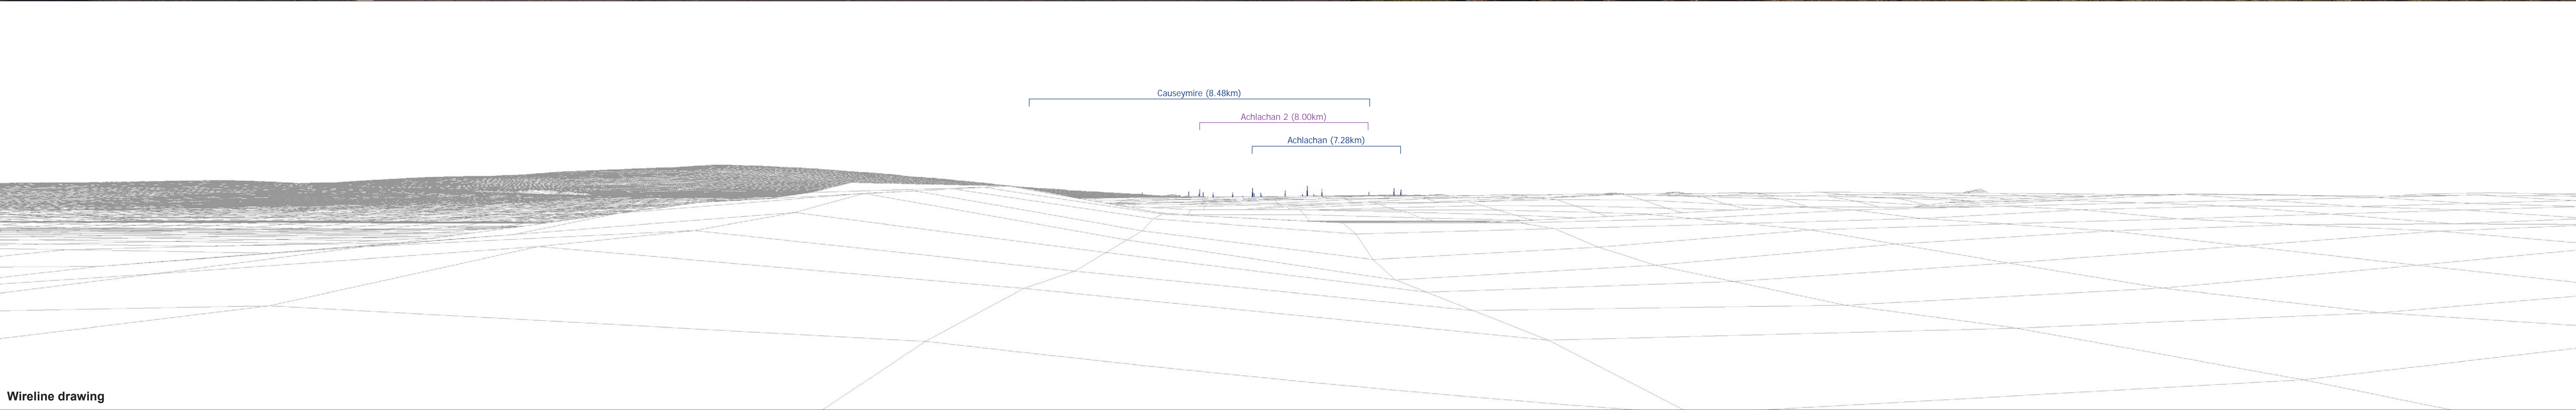 Causeymire (8.48km)
Achlachan 2 (8.00km)
Achlachan (7.28km)
Wireline drawing